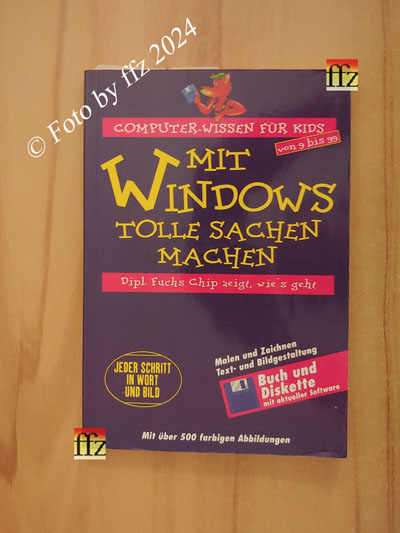 © Foto by ffz 2024
ffz
COMPUTER-WISSEN FÜR KIDS
von 9 bis 99
MIT
WINDOWS
TOLLE SACHEN
MACHEN
Dipl. Fuchs Chip zeigt, wie's geht
JEDER SCHRITT
IN WORT
UND BILD
Malen und Zeichnen
Text- und Bildgestaltung
Buch und
Diskette
mit aktueller Software
ffz
Mit über 500 farbigen Abbildungen